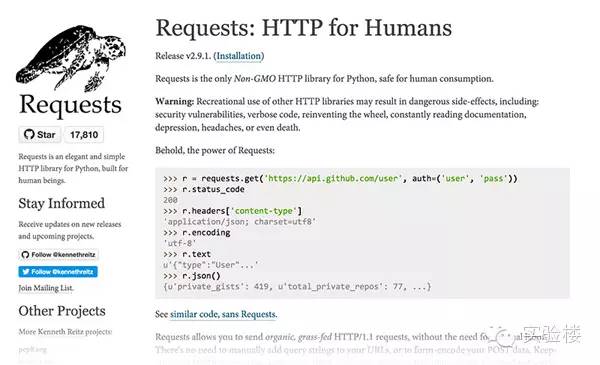 Requests
Star 17,810
Requests is an elegant and simple
HTTP library for Python, built for
human beings.
Stay Informed
Receive updates on new releases
and upcoming projects.
Follow @kennethreitz
Follow @kennethreitz
Join Mailing List.
Other Projects
More Kenneth Reitz projects:
pep8.org
Requests: HTTP for Humans
Release v2.9.1. (Installation)
Requests is the only Non-GMO HTTP library for Python, safe for human consumption.
Warning: Recreational use of other HTTP libraries may result in dangerous side-effects, including:
security vulnerabilities, verbose code, reinventing the wheel, constantly reading documentation,
depression, headaches, or even death.
Behold, the power of Requests:
>>> r = requests.get('https://api.github.com/user', auth=('user', 'pass'))
>>> r.status_code
200
>>> r.headers['content-type']
'application/json; charset=utf8'
>>> r.encoding
'utf-8'
>>> r.text
u'{"type":"User"...'
>>> r.json()
{u'private_gists': 419, u'total_private_repos': 77, ...}
See similar code, sans Requests.
Requests allows you to send organic, grass-fed HTTP/1.1 requests, without the need for
There's no need to manually add query strings to your URLs, or to form-encode your POST data. Keep-
实验楼